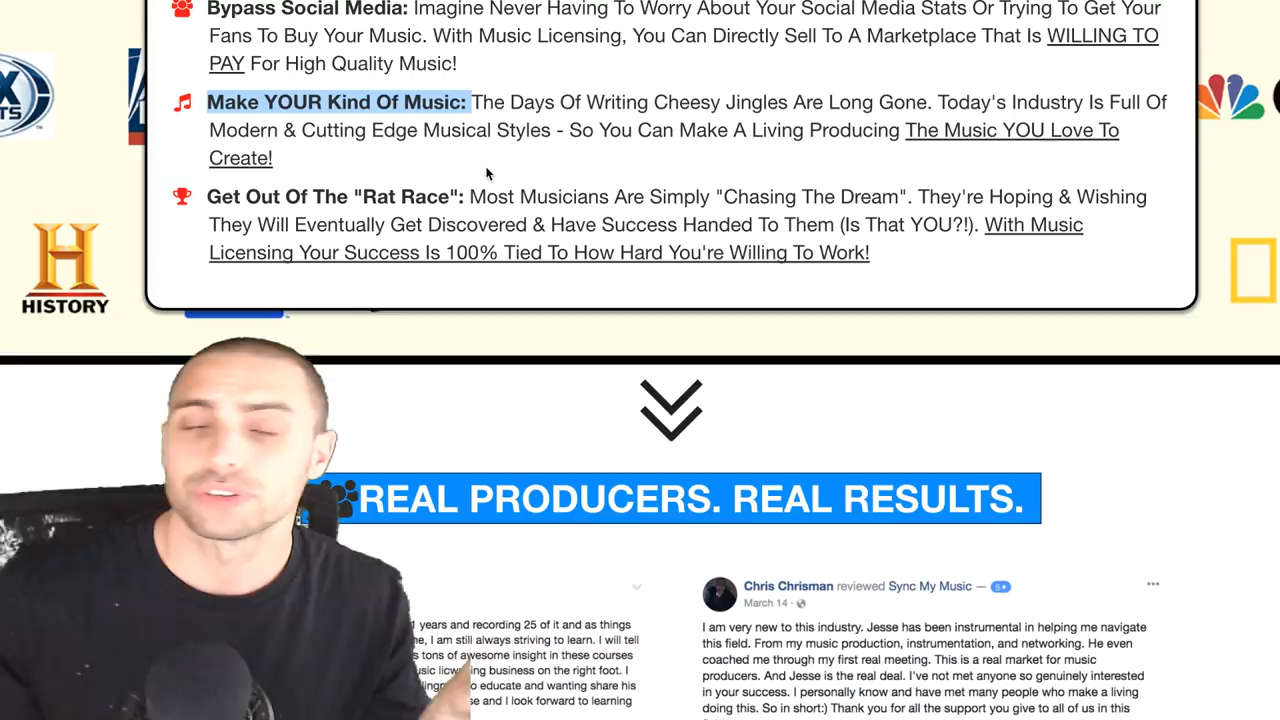 Bypass Social Media: Imagine Never Having To Worry About Your Social Media Stats Or Trying To Get Your
Fans To Buy Your Music. With Music Licensing, You Can Directly Sell To A Marketplace That Is WILLING TO
PAY For High Quality Music!
Make YOUR Kind Of Music: The Days Of Writing Cheesy Jingles Are Long Gone. Today's Industry Is Full Of
Modern & Cutting Edge Musical Styles - So You Can Make A Living Producing The Music YOU Love To
Create!
Get Out Of The "Rat Race": Most Musicians Are Simply "Chasing The Dream". They're Hoping & Wishing
They Will Eventually Get Discovered & Have Success Handed To Them (Is That YOU?!). With Music
Licensing Your Success Is 100% Tied To How Hard You're Willing To Work!
H
HISTORY
REAL PRODUCERS. REAL RESULTS.
years and recording 25 of it and as things
I am still always striving to learn. I will tell
tons of awesome insight in these courses
business on the right foot. I
to educate and wanting share his
and I look forward to learning
Chris Chrisman reviewed Sync My Music — 5★
March 14 ·
I am very new to this industry. Jesse has been instrumental in helping me navigate
this field. From my music production, instrumentation, and networking. He even
coached me through my first real meeting. This is a real market for music
producers. And Jesse is the real deal. I've not met anyone so genuinely interested
in your success. I personally know and have met many people who make a living
doing this. So in short:) Thank you for all the support you give to all of us in this